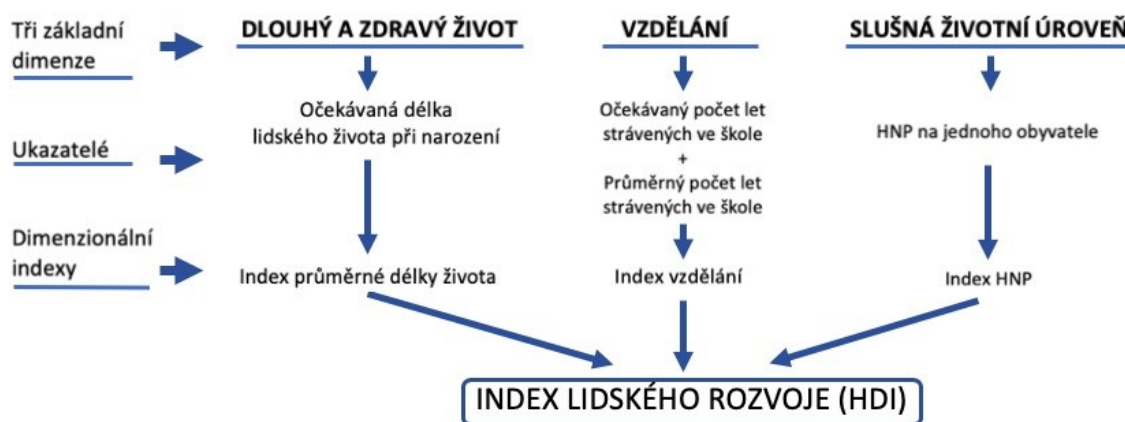 Tři základní
dimenze
DLOUHÝ A ZDRAVÝ ŽIVOT
VZDĚLÁNÍ
SLUŠNÁ ŽIVOTNÍ ÚROVEŇ
Ukazatelé
Očekávaná délka
lidského života při narození
Očekávaný počet let
strávených ve škole
+
Průměrný počet let
strávených ve škole
HNP na jednoho obyvatele
Dimenzionální
indexy
Index průměrné délky života
Index vzdělání
Index HNP
INDEX LIDSKÉHO ROZVOJE (HDI)